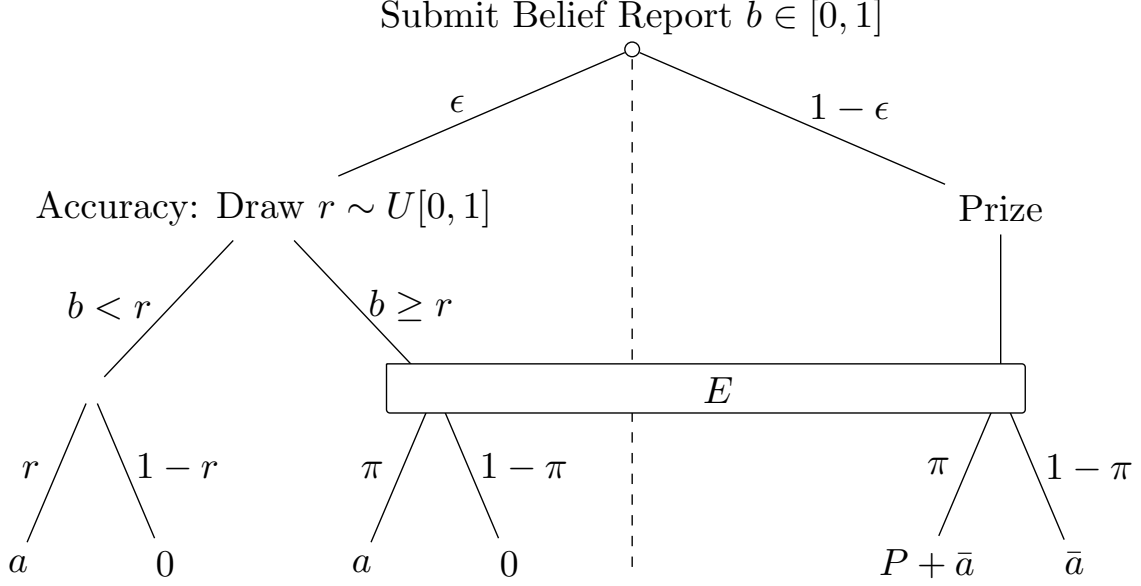 Submit Belief Report b ∈ [0, 1]
ϵ
1 − ϵ
Accuracy: Draw r ∼ U[0, 1]
Prize
b < r
b ≥ r
E
r
1 − r
π
1 − π
π
1 − π
a
0
a
0
P + ā
ā